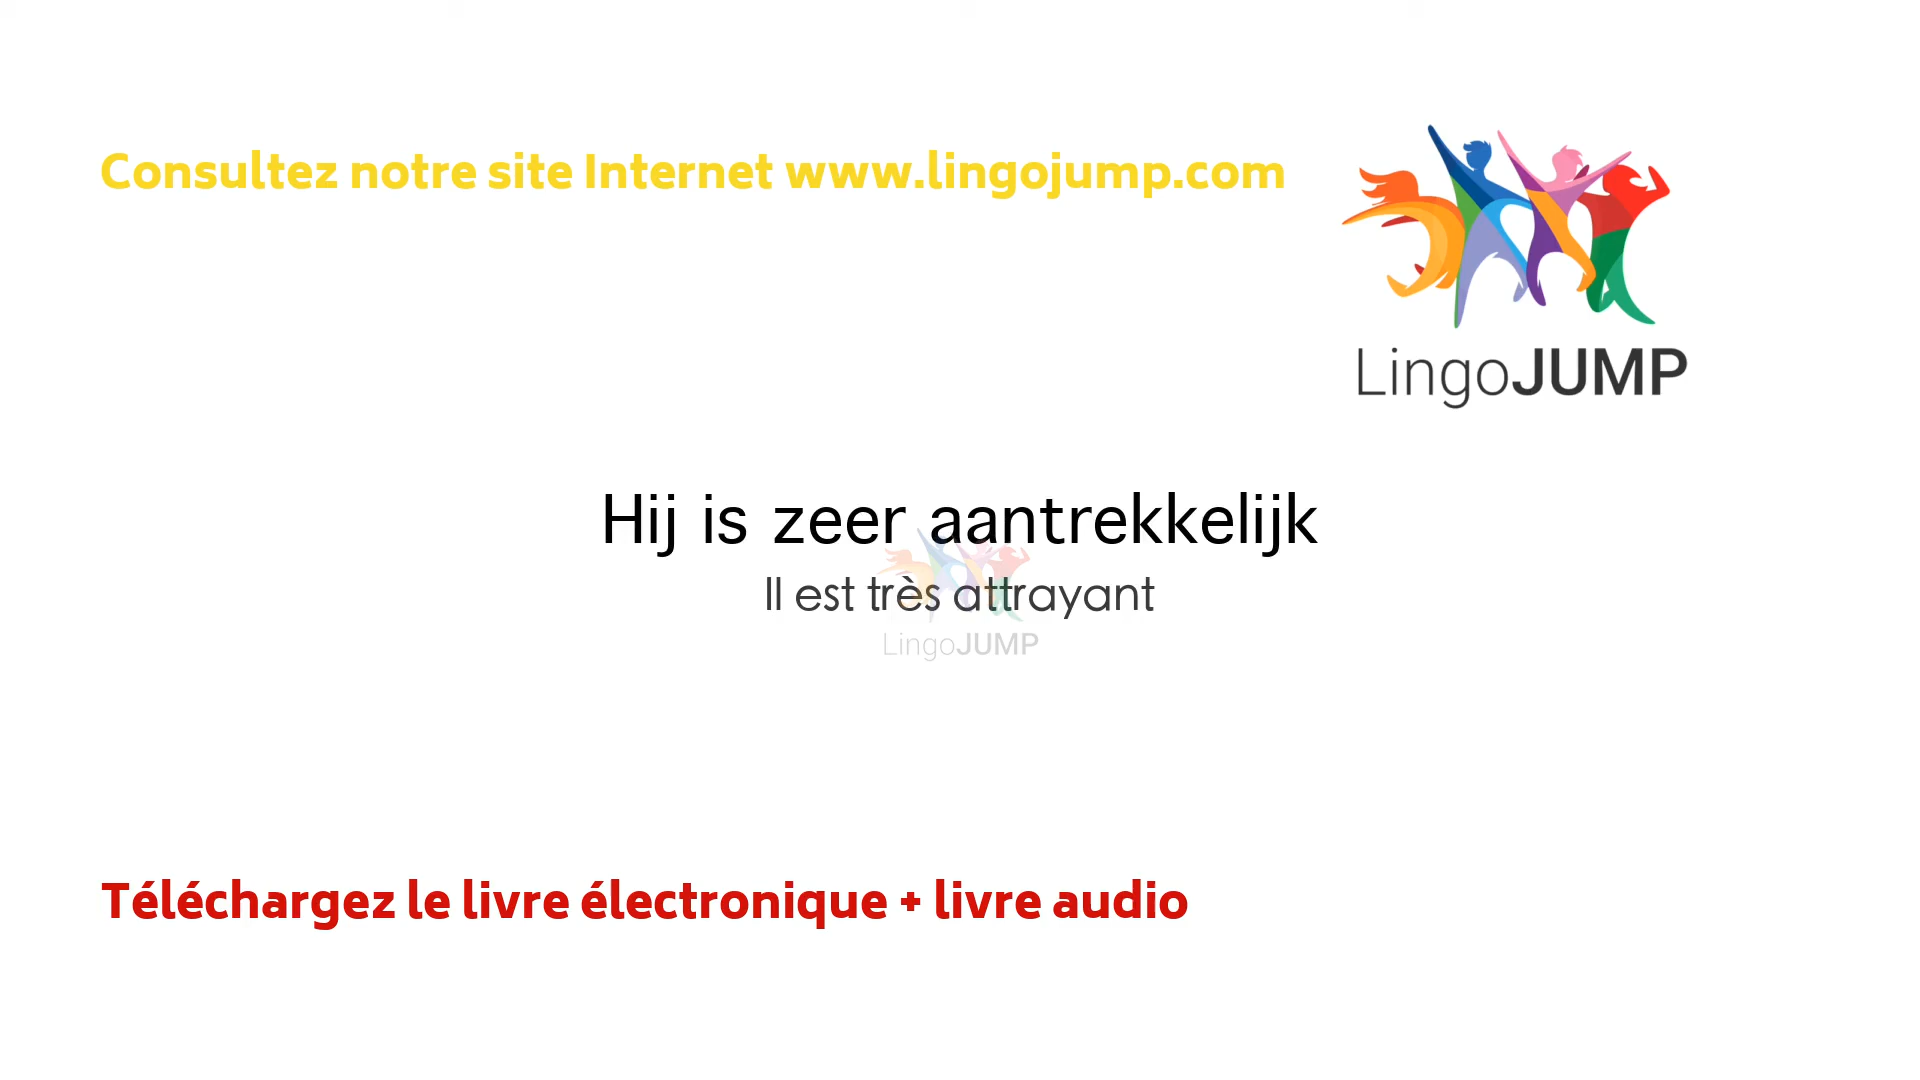 Consultez notre site Internet www.lingojump.com
LingoJUMP
Hij is zeer aantrekkelijk
Il est très attrayant
LingoJUMP
Téléchargez le livre électronique + livre audio